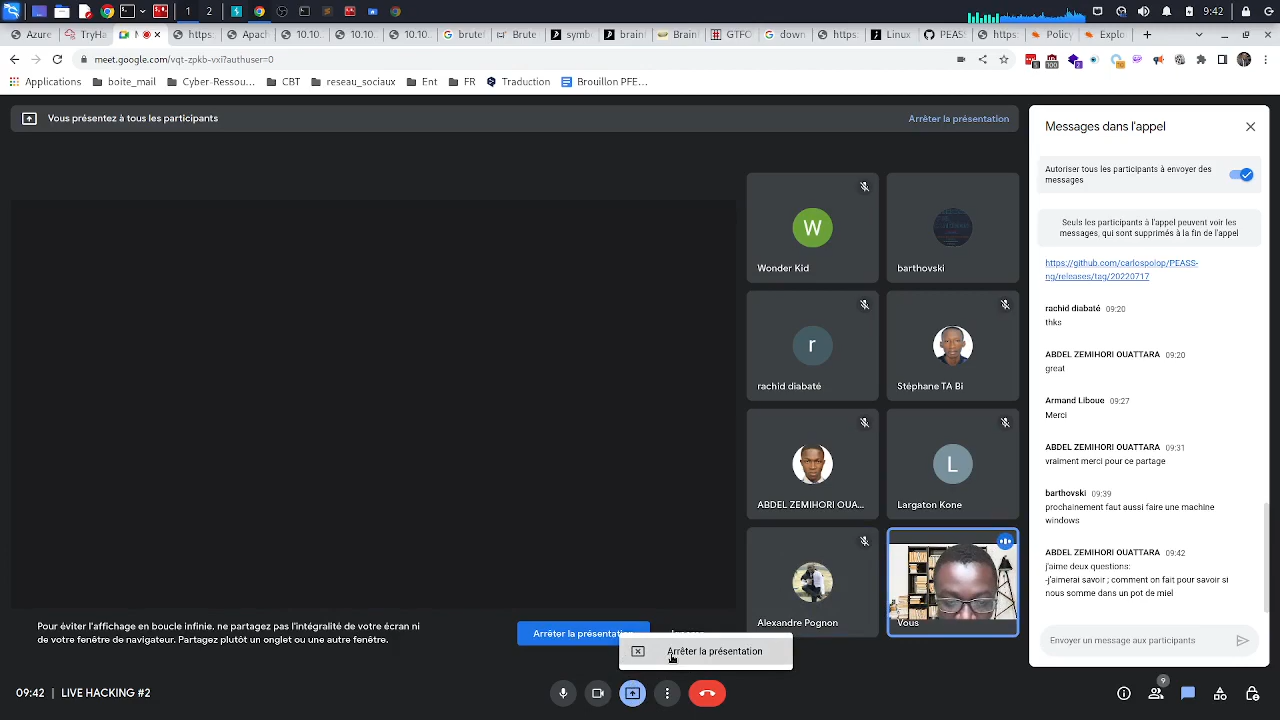 1
2
9:42
Azure
TryHa
https:
Apach
10.10.
10.10
10.10.
brutef
Brute
symb
brain
Brain
GTFO
down
https:
Linux
PEAS
https:
Policy
Explo
meet.google.com/vqt-zpkb-vxi?authuser=0
5
100
2
Applications
boite_mail
Cyber-Ressou...
CBT
reseau_sociaux
Ent
FR
Traduction
Brouillon PFE...
Vous présentez à tous les participants
Arrêter la présentation
W
Wonder Kid
barthovski
r
rachid diabaté
Stéphane TA Bi
ABDEL ZEMIHORI OUA...
L
Largaton Kone
Alexandre Pognon
Vous
Pour éviter l'affichage en boucle infinie, ne partagez pas l'intégralité de votre écran ni
de votre fenêtre de navigateur. Partagez plutôt un onglet ou une autre fenêtre.
Arrêter la présentation
Arrêter la présentation
09:42 | LIVE HACKING #2
9
Messages dans l'appel
Autoriser tous les participants à envoyer des
messages
Seuls les participants à l'appel peuvent voir les
messages, qui sont supprimés à la fin de l'appel
https://github.com/carlospolop/PEASS-
ng/releases/tag/20220717
rachid diabaté 09:20
thks
ABDEL ZEMIHORI OUATTARA 09:20
great
Armand Liboue 09:27
Merci
ABDEL ZEMIHORI OUATTARA 09:31
vraiment merci pour ce partage
barthovski 09:39
prochainement faut aussi faire une machine
windows
ABDEL ZEMIHORI OUATTARA 09:42
j'aime deux questions:
-j'aimerai savoir ; comment on fait pour savoir si
nous somme dans un pot de miel
Envoyer un message aux participants